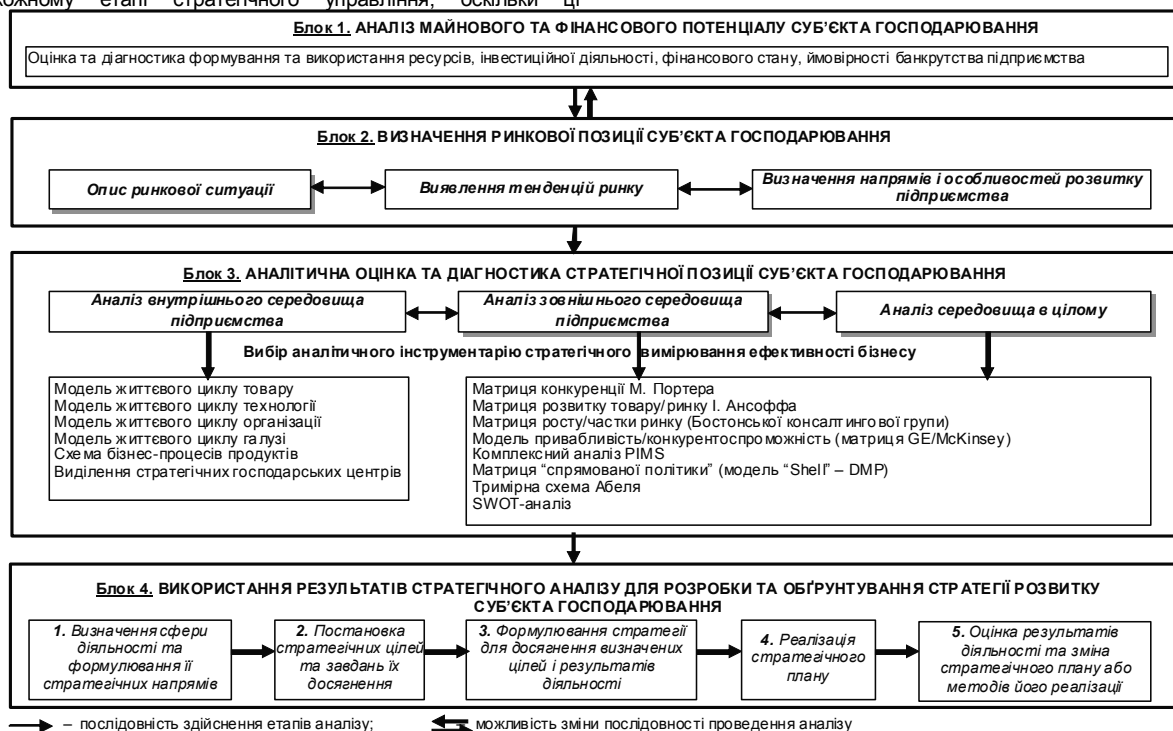 кожному етапі стратегічного управління, оскільки ці
Блок 1. АНАЛІЗ МАЙНОВОГО ТА ФІНАНСОВОГО ПОТЕНЦІАЛУ СУБ’ЄКТА ГОСПОДАРЮВАННЯ
Оцінка та діагностика формування та використання ресурсів, інвестиційної діяльності, фінансового стану, ймовірності банкрутства підприємства
Блок 2. ВИЗНАЧЕННЯ РИНКОВОЇ ПОЗИЦІЇ СУБ’ЄКТА ГОСПОДАРЮВАННЯ
Опис ринкової ситуації
Виявлення тенденцій ринку
Визначення напрямів і особливостей розвитку
підприємства
Блок 3. АНАЛІТИЧНА ОЦІНКА ТА ДІАГНОСТИКА СТРАТЕГІЧНОЇ ПОЗИЦІЇ СУБ’ЄКТА ГОСПОДАРЮВАННЯ
Аналіз внутрішнього середовища
підприємства
Аналіз зовнішнього середовища
підприємства
Аналіз середовища в цілому
Вибір аналітичного інструментарію стратегічного вимірювання ефективності бізнесу
Модель життєвого циклу товару
Модель життєвого циклу технології
Модель життєвого циклу організації
Модель життєвого циклу галузі
Схема бізнес-процесів продуктів
Виділення стратегічних господарських центрів
Матриця конкуренції М. Портера
Матриця розвитку товару/ринку І. Ансоффа
Матриця росту/частки ринку (Бостонської консалтингової групи)
Модель привабливість/конкурентоспроможність (матриця GE/McKinsey)
Комплексний аналіз PIMS
Матриця “спрямованої політики” (модель “Shell” – DMP)
Тримірна схема Абеля
SWOT-аналіз
Блок 4. ВИКОРИСТАННЯ РЕЗУЛЬТАТІВ СТРАТЕГІЧНОГО АНАЛІЗУ ДЛЯ РОЗРОБКИ ТА ОБҐРУНТУВАННЯ СТРАТЕГІЇ РОЗВИТКУ
СУБ’ЄКТА ГОСПОДАРЮВАННЯ
1. Визначення сфери
діяльності та
формулювання її
стратегічних напрямів
2. Постановка
стратегічних цілей
та завдань їх
досягнення
3. Формулювання стратегії
для досягнення визначених
цілей і результатів
діяльності
4. Реалізація
стратегічного
плану
5. Оцінка результатів
діяльності та зміна
стратегічного плану або
методів його реалізації
– послідовність здійснення етапів аналізу;
можливість зміни послідовності проведення аналізу